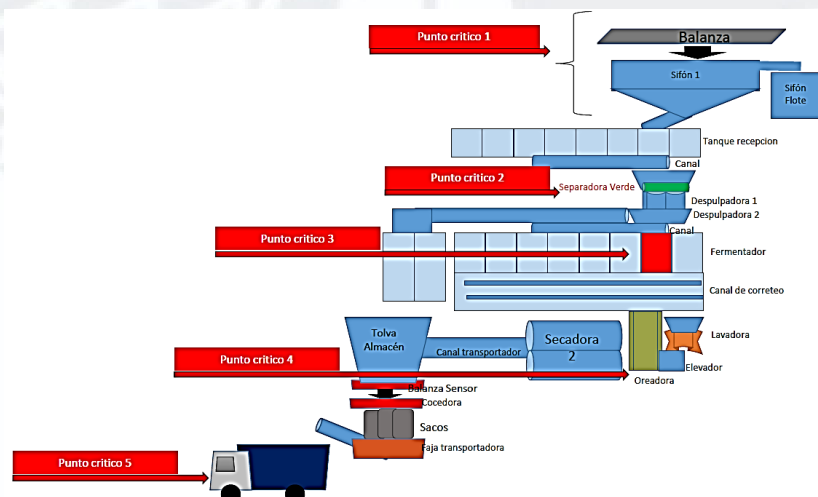 Punto critico 1
Balanza
Sifón 1
Sifón
Flote
Tanque recepcion
Canal
Punto critico 2
Separadora Verde
Despulpadora 1
Despulpadora 2
Canal
Punto critico 3
Fermentador
Canal de correteo
Tolva
Almacén
Canal transportador
Secadora
2
Lavadora
Elevador
Oreadora
Punto critico 4
Balanza Sensor
Cocedora
Sacos
Faja transportadora
Punto critico 5